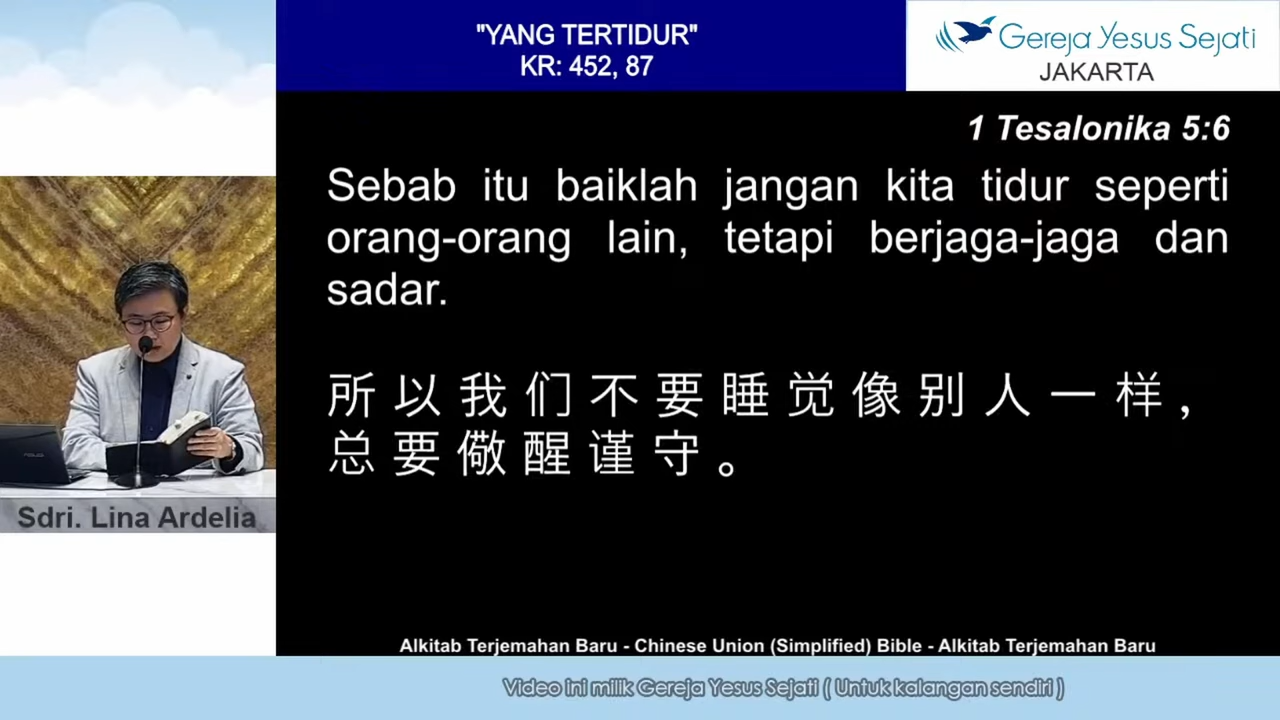 "YANG TERTIDUR"
KR: 452, 87
Gereja Yesus Sejati
JAKARTA
1 Tesalonika 5:6
Sebab itu baiklah jangan kita tidur seperti
orang-orang lain, tetapi berjaga-jaga dan
sadar.
所以我们不要睡觉像别人一样，
总要儆醒谨守。
ASUS
Sdri. Lina Ardelia
Alkitab Terjemahan Baru - Chinese Union (Simplified) Bible - Alkitab Terjemahan Baru
Video ini milik Gereja Yesus Sejati ( Untuk kalangan sendiri )